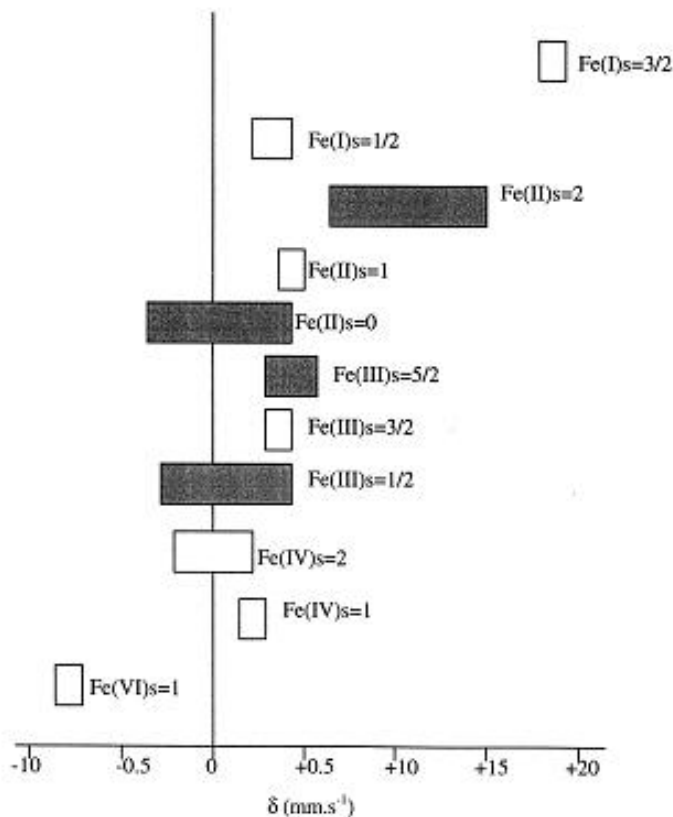 Fe(I)s=3/2
Fe(I)s=1/2
Fe(II)s=2
Fe(II)s=1
Fe(II)s=0
Fe(III)s=5/2
Fe(III)s=3/2
Fe(III)s=1/2
Fe(IV)s=2
Fe(IV)s=1
Fe(VI)s=1
-10 -0.5 0 +0.5 +10 +15 +20
δ (mm.s⁻¹)